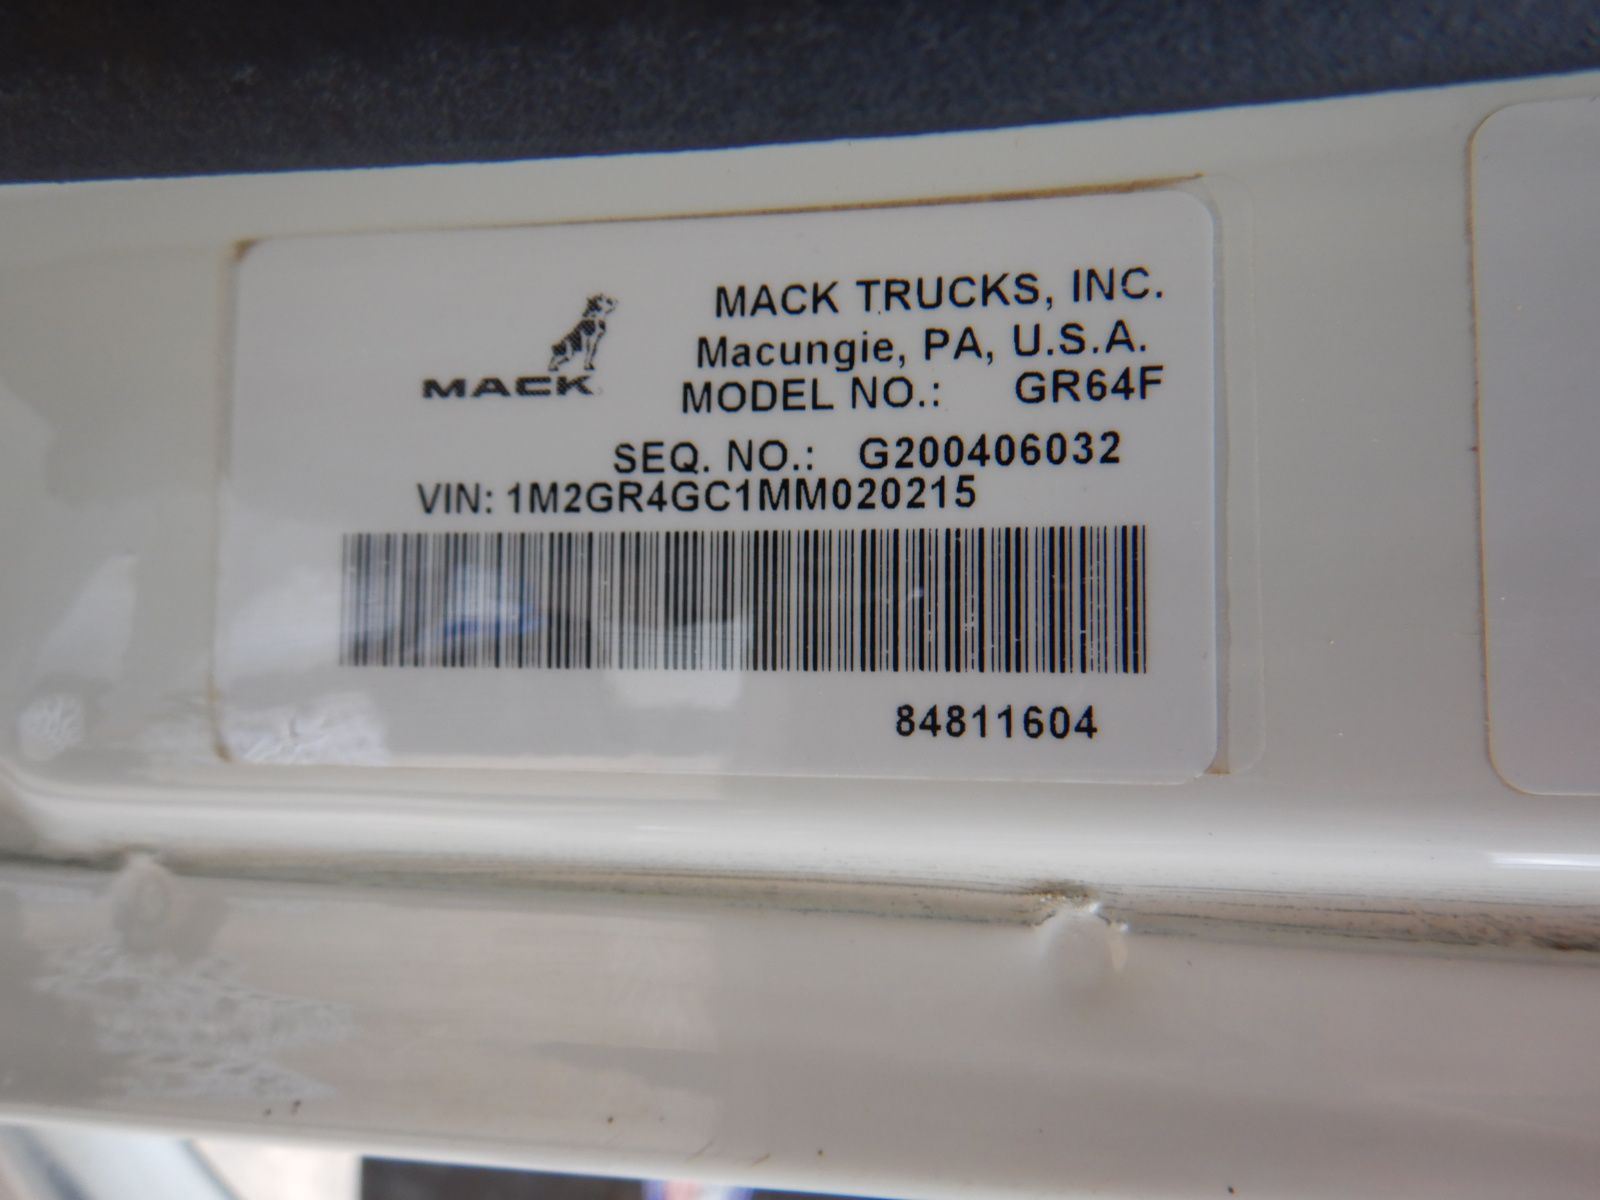 MACK
MACK TRUCKS, INC.
Macungie, PA, U.S.A.
MODEL NO.: GR64F
SEQ. NO.: G200406032
VIN: 1M2GR4GC1MM020215
84811604